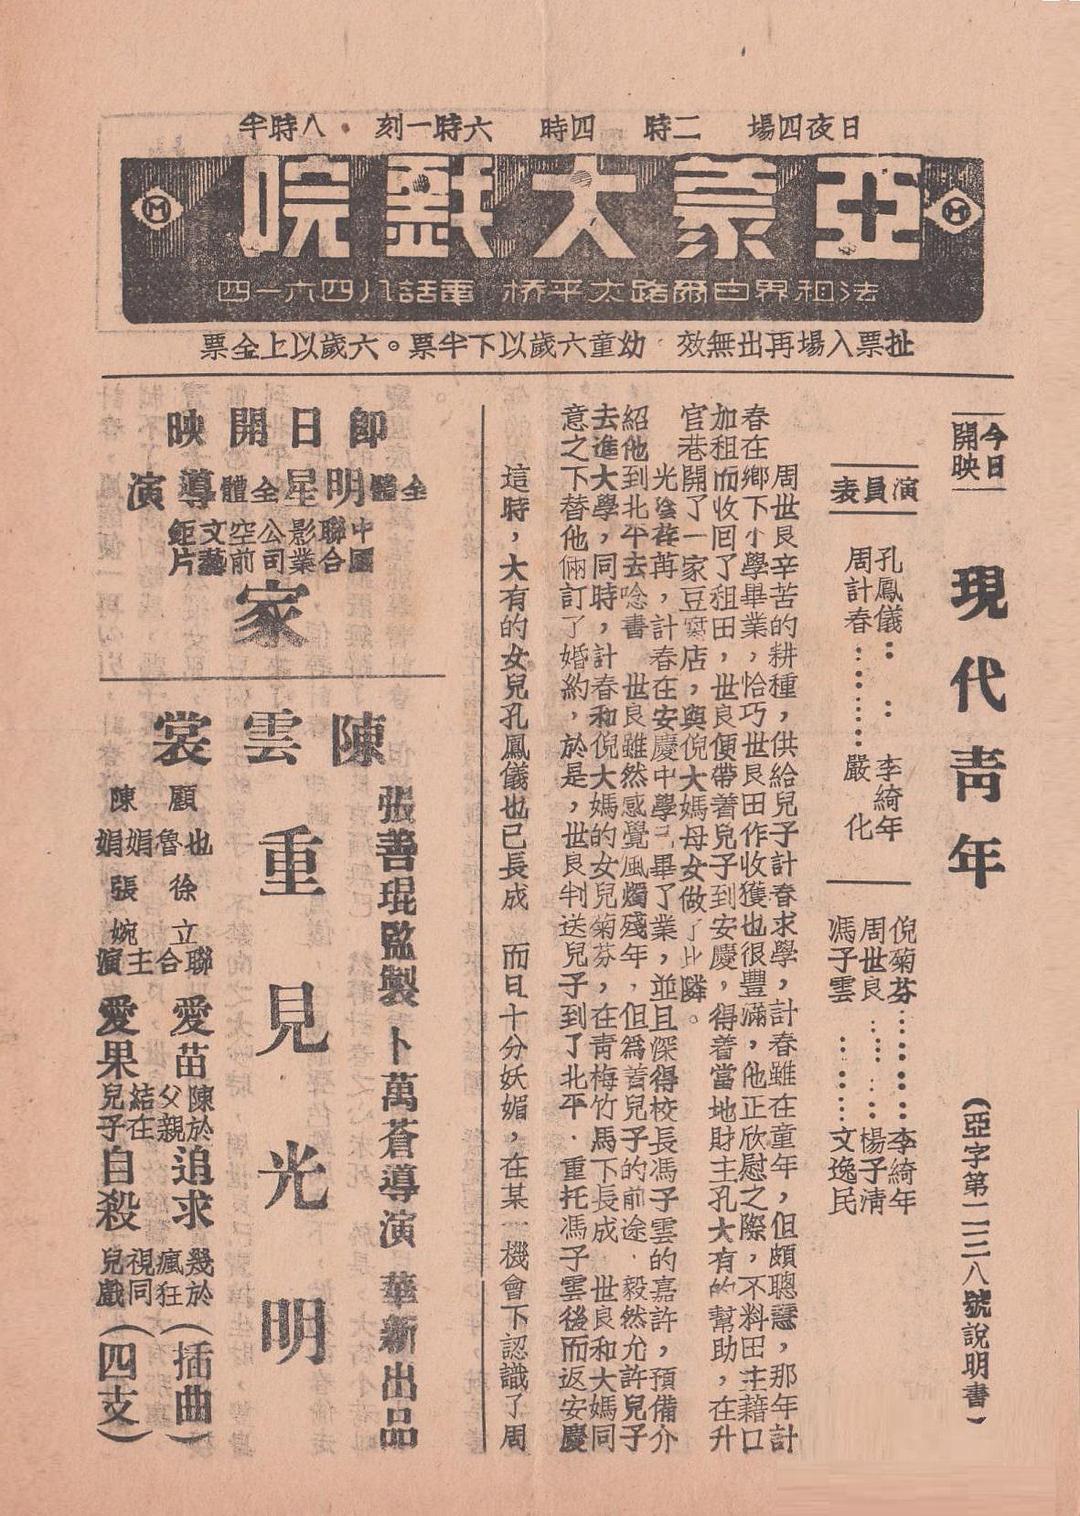 日夜四場 二時 四時 六時一刻 · 八時半
亞蒙大戲院
法租界白爾路太平橋 電話八四六一四
扯票入場再出無效 幼童六歲以下半票。六歲以上全票
今日
開映
現代青年
(亞字第二二八號說明書)
演員表
孔鳳儀：：李綺年
周計春………嚴化
倪菊芬………李綺年
周世良………楊子清
馮子雲………文逸民
周世良辛苦的耕種，供給兒子計春求學，計春雖在童年，但頗聰慧，那年計
春在鄉下小學畢業，恰巧世良田作收獲也很豐滿，他正欣慰之際，不料田主藉口
加租而收回了租田，世良便帶着兒子到安慶，得着當地財主孔大有的幫助，在升
官巷開了一家豆腐店，與倪大媽母女做了比隣。
光陰荏苒，計春在安慶中學已畢了業，並且深得校長馮子雲的嘉許，預備介
紹他到北平去唸書 世良雖然感覺風燭殘年，但爲着兒子的前途，毅然允許兒子
去進大學，同時，計春和倪大媽的女兒菊芬，在青梅竹馬下長成 世良和大媽同
意之下替他倆訂了婚約，於是，世良判送兒子到了北平，重托馮子雲後而返安慶
這時，大有的女兒孔鳳儀也已長成 而且十分妖媚，在某一機會下認識了周
即日開映
全體明星全體導演
中國
聯合
影業
公司
空前
文藝
鉅片
家
陳雲裳
張善琨監製 卜萬蒼導演 華新出品
重見光明
顧也魯 徐立
陳娟娟 張婉
聯合主演
愛苗陳於父親追求幾於瘋狂(插曲)
愛果結在兒子自殺視同兒戲(四支)